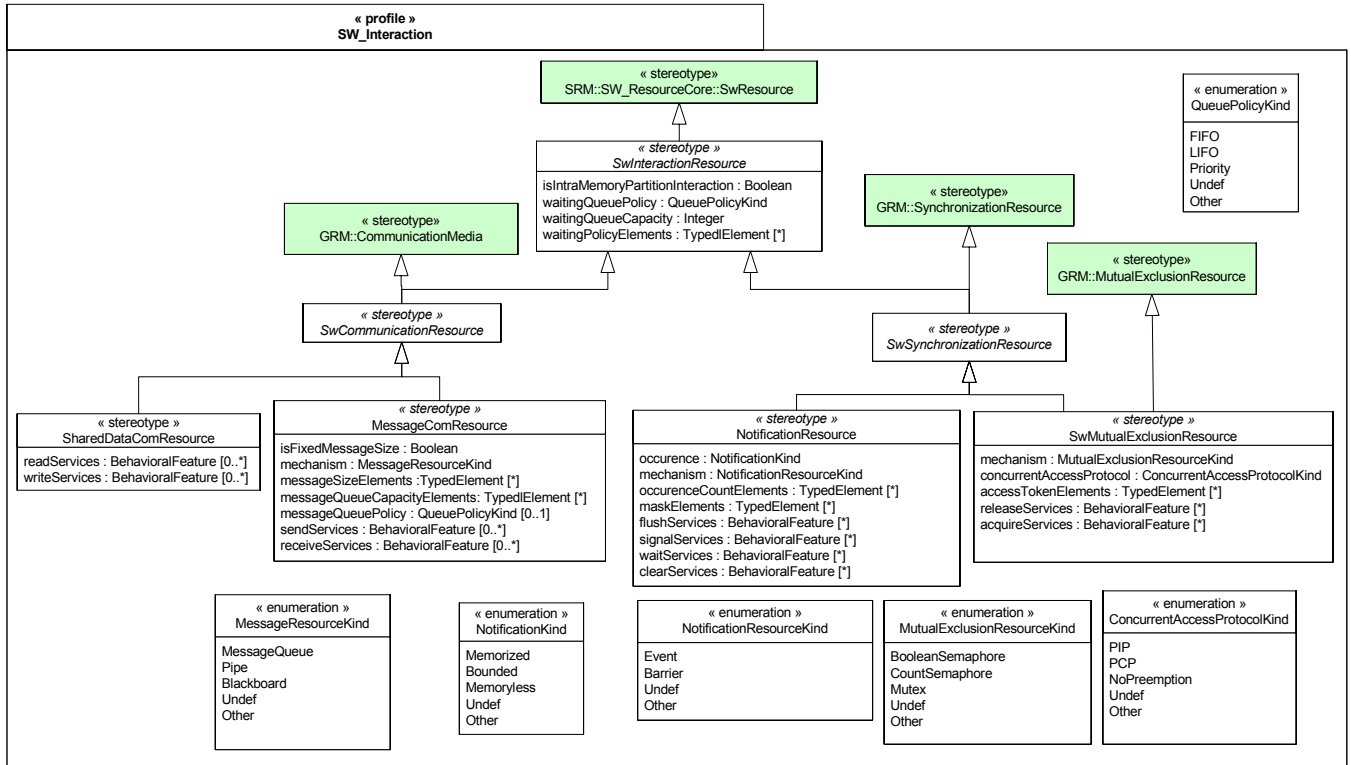 « profile »
SW_Interaction
« stereotype»
SRM::SW_ResourceCore::SwResource
« enumeration »
QueuePolicyKind
FIFO
LIFO
Priority
Undef
Other
« stereotype »
SwInteractionResource
isIntraMemoryPartitionInteraction : Boolean
waitingQueuePolicy : QueuePolicyKind
waitingQueueCapacity : Integer
waitingPolicyElements : TypedlElement [*]
« stereotype»
GRM::SynchronizationResource
« stereotype»
GRM::CommunicationMedia
« stereotype»
GRM::MutualExclusionResource
« stereotype »
SwCommunicationResource
« stereotype »
SwSynchronizationResource
« stereotype »
SharedDataComResource
readServices : BehavioralFeature [0..*]
writeServices : BehavioralFeature [0..*]
« stereotype »
MessageComResource
isFixedMessageSize : Boolean
mechanism : MessageResourceKind
messageSizeElements :TypedElement [*]
messageQueueCapacityElements: TypedlElement [*]
messageQueuePolicy : QueuePolicyKind [0..1]
sendServices : BehavioralFeature [0..*]
receiveServices : BehavioralFeature [0..*]
« stereotype »
NotificationResource
occurence : NotificationKind
mechanism : NotificationResourceKind
occurenceCountElements : TypedElement [*]
maskElements : TypedElement [*]
flushServices : BehavioralFeature [*]
signalServices : BehavioralFeature [*]
waitServices : BehavioralFeature [*]
clearServices : BehavioralFeature [*]
« stereotype »
SwMutualExclusionResource
mechanism : MutualExclusionResourceKind
concurrentAccessProtocol : ConcurrentAccessProtocolKind
accessTokenElements : TypedElement [*]
releaseServices : BehavioralFeature [*]
acquireServices : BehavioralFeature [*]
« enumeration »
MessageResourceKind
MessageQueue
Pipe
Blackboard
Undef
Other
« enumeration »
NotificationKind
Memorized
Bounded
Memoryless
Undef
Other
« enumeration »
NotificationResourceKind
Event
Barrier
Undef
Other
« enumeration »
MutualExclusionResourceKind
BooleanSemaphore
CountSemaphore
Mutex
Undef
Other
« enumeration »
ConcurrentAccessProtocolKind
PIP
PCP
NoPreemption
Undef
Other